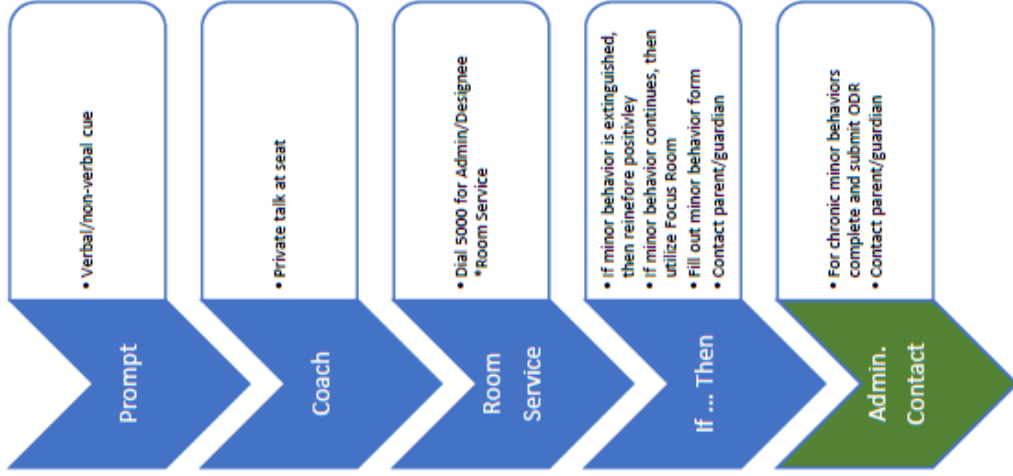 Prompt
• Verbal/non-verbal cue
Coach
• Private talk at seat
Room
Service
• Dial 5000 for Admin/Designee
*Room Service
If ... Then
• If minor behavior is extinguished,
then reinefore positivley
• If minor behavior continues, then
utilize Focus Room
• Fill out minor behavior form
• Contact parent/guardian
Admin.
Contact
• For chronic minor behaviors
complete and submit ODR
• Contact parent/guardian